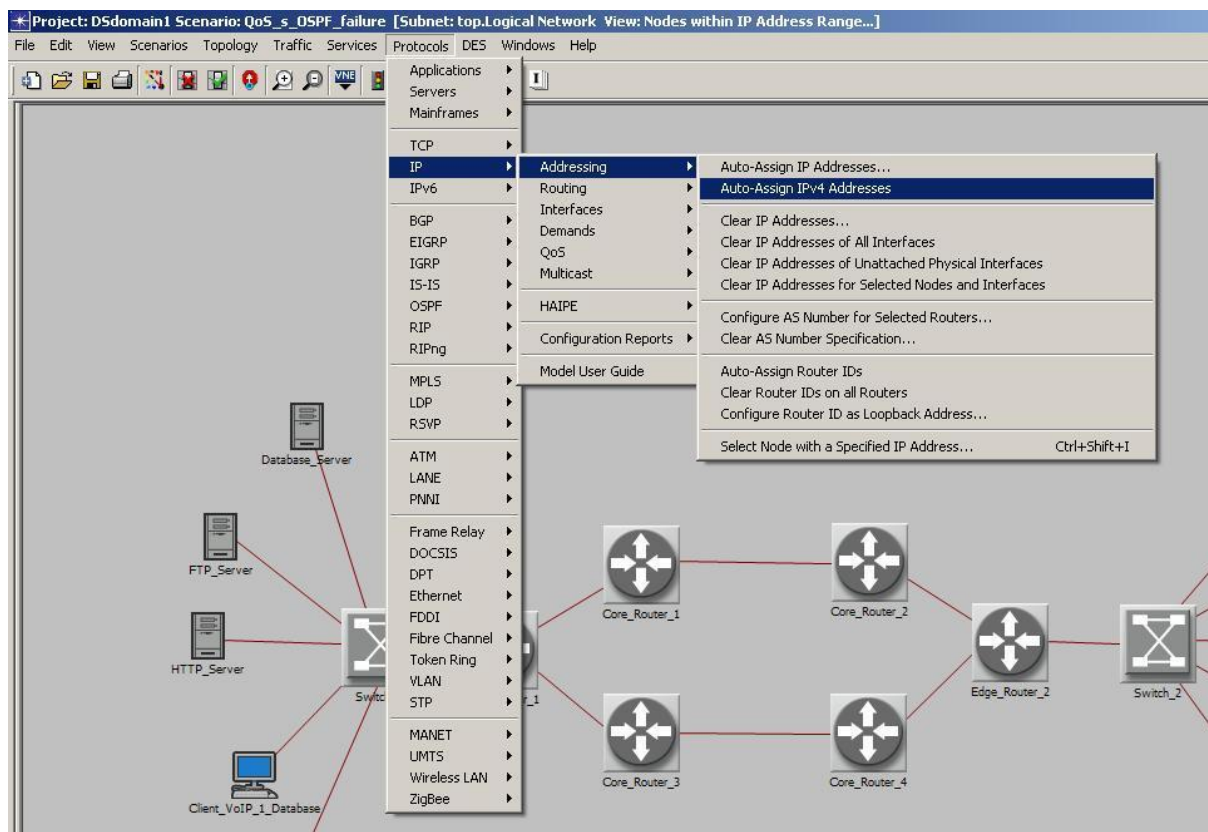 Project: DSdomain1 Scenario: QoS_s_OSPF_failure [Subnet: top.Logical Network View: Nodes within IP Address Range...]
File Edit View Scenarios Topology Traffic Services Protocols DES Windows Help
VNE
I
Applications
Servers
Mainframes
TCP
IP
IPv6
BGP
EIGRP
IGRP
IS-IS
OSPF
RIP
RIPng
MPLS
LDP
RSVP
ATM
LANE
PNNI
Frame Relay
DOCSIS
DPT
Ethernet
FDDI
Fibre Channel
Token Ring
VLAN
STP
MANET
UMTS
Wireless LAN
ZigBee
Addressing
Routing
Interfaces
Demands
QoS
Multicast
HAIPE
Configuration Reports
Model User Guide
Auto-Assign IP Addresses...
Auto-Assign IPv4 Addresses
Clear IP Addresses...
Clear IP Addresses of All Interfaces
Clear IP Addresses of Unattached Physical Interfaces
Clear IP Addresses for Selected Nodes and Interfaces
Configure AS Number for Selected Routers...
Clear AS Number Specification...
Auto-Assign Router IDs
Clear Router IDs on all Routers
Configure Router ID as Loopback Address...
Select Node with a Specified IP Address... Ctrl+Shift+I
Database_Server
FTP_Server
HTTP_Server
Switc
r_1
Client_VoIP_1_Database
Core_Router_1
Core_Router_2
Core_Router_3
Core_Router_4
Edge_Router_2
Switch_2